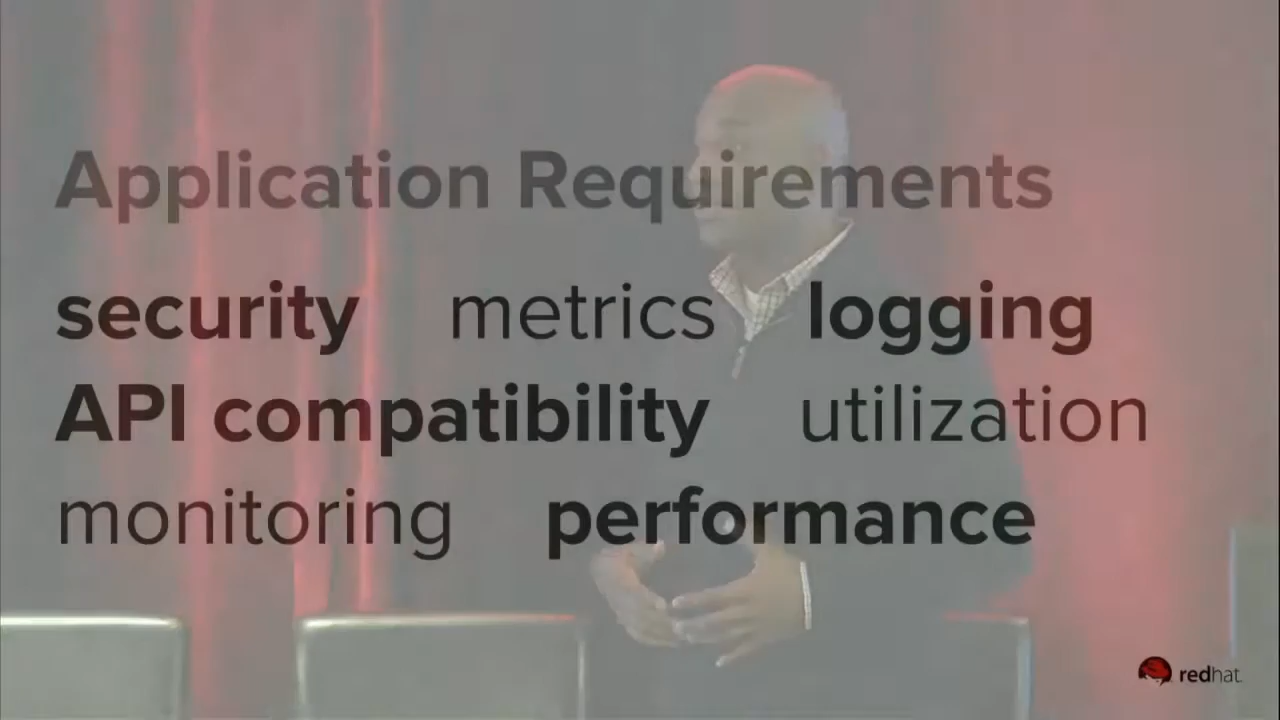 Application Requirements
security metrics logging
API compatibility utilization
monitoring performance
redhat